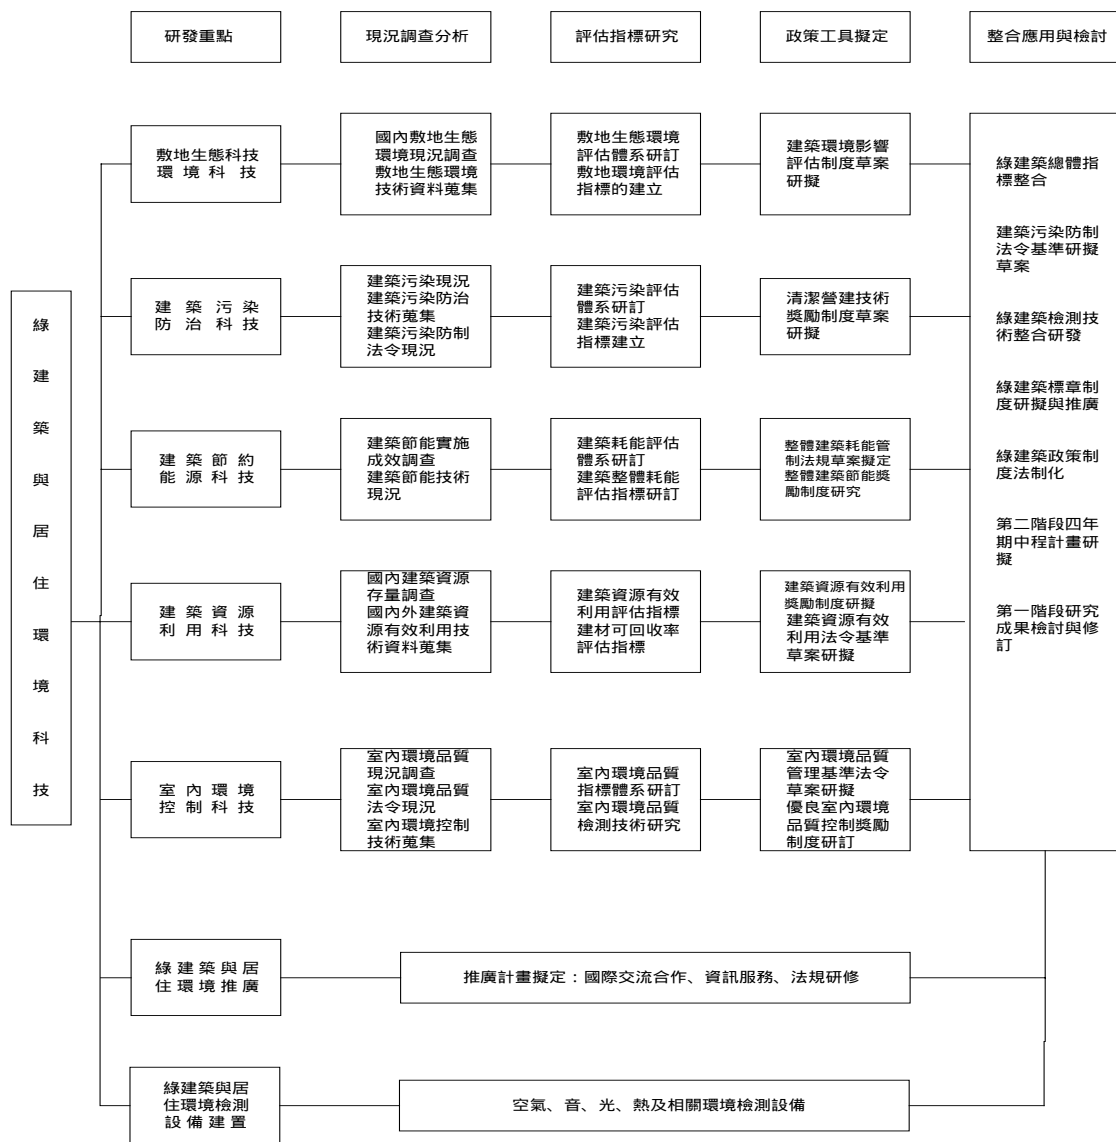 研發重點
現況調查分析
評估指標研究
政策工具擬定
整合應用與檢討
綠建築與居住環境科技
敷地生態科技
環境科技
國內敷地生態
環境現況調查
敷地生態環境
技術資料蒐集
敷地生態環境
評估體系研訂
敷地環境評估
指標的建立
建築環境影響
評估制度草案
研擬
建築污染
防治科技
建築污染現況
建築污染防治
技術蒐集
建築污染防制
法令現況
建築污染評估
體系研訂
建築污染評估
指標建立
清潔營建技術
獎勵制度草案
研擬
建築節約
能源科技
建築節能實施
成效調查
建築節能技術
現況
建築耗能評估
體系研訂
建築整體耗能
評估指標研訂
整體建築耗能管
制法規草案擬定
整體建築節能獎
勵制度研究
建築資源
利用科技
國內建築資源
存量調查
國內外建築資
源有效利用技
術資料蒐集
建築資源有效
利用評估指標
建材可回收率
評估指標
建築資源有效利用
獎勵制度研擬
建築資源有效
利用法令基準
草案研擬
室內環境
控制科技
室內環境品質
現況調查
室內環境品質
法令現況
室內環境控制
技術蒐集
室內環境品質
指標體系研訂
室內環境品質
檢測技術研究
室內環境品質
管理基準法令
草案研擬
優良室內環境
品質控制獎勵
制度研訂
綠建築總體指
標整合
建築污染防制
法令基準研擬
草案
綠建築檢測技
術整合研發
綠建築標章制
度研擬與推廣
綠建築政策制
度法制化
第二階段四年
期中程計畫研
擬
第一階段研究
成果檢討與修
訂
綠建築與居
住環境推廣
推廣計畫擬定：國際交流合作、資訊服務、法規研修
綠建築與居
住環境檢測
設備建置
空氣、音、光、熱及相關環境檢測設備